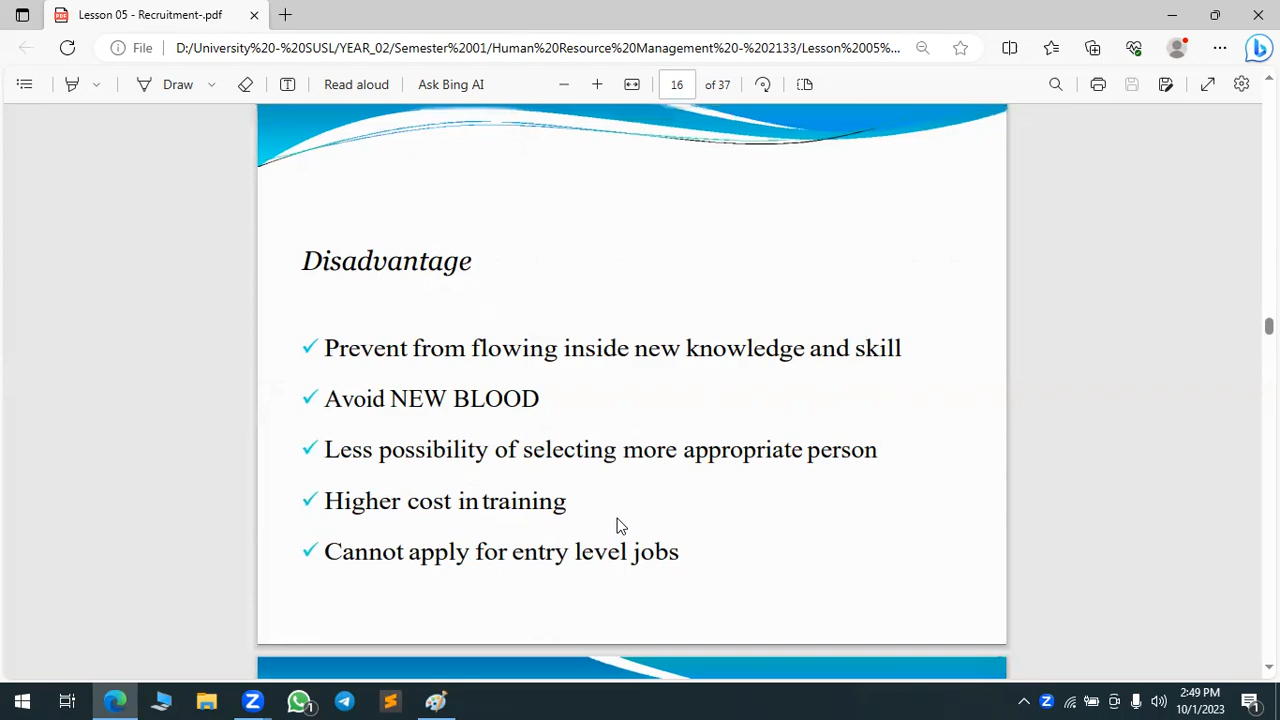 Lesson 05 - Recruitment-.pdf
File
D:/University%20-%20SUSL/YEAR_02/Semester%2001/Human%20Resource%20Management%20-%202133/Lesson%2005%...
Draw
Read aloud
Ask Bing AI
16 of 37
Disadvantage
Prevent from flowing inside new knowledge and skill
Avoid NEW BLOOD
Less possibility of selecting more appropriate person
Higher cost in training
Cannot apply for entry level jobs
2:49 PM
10/1/2023